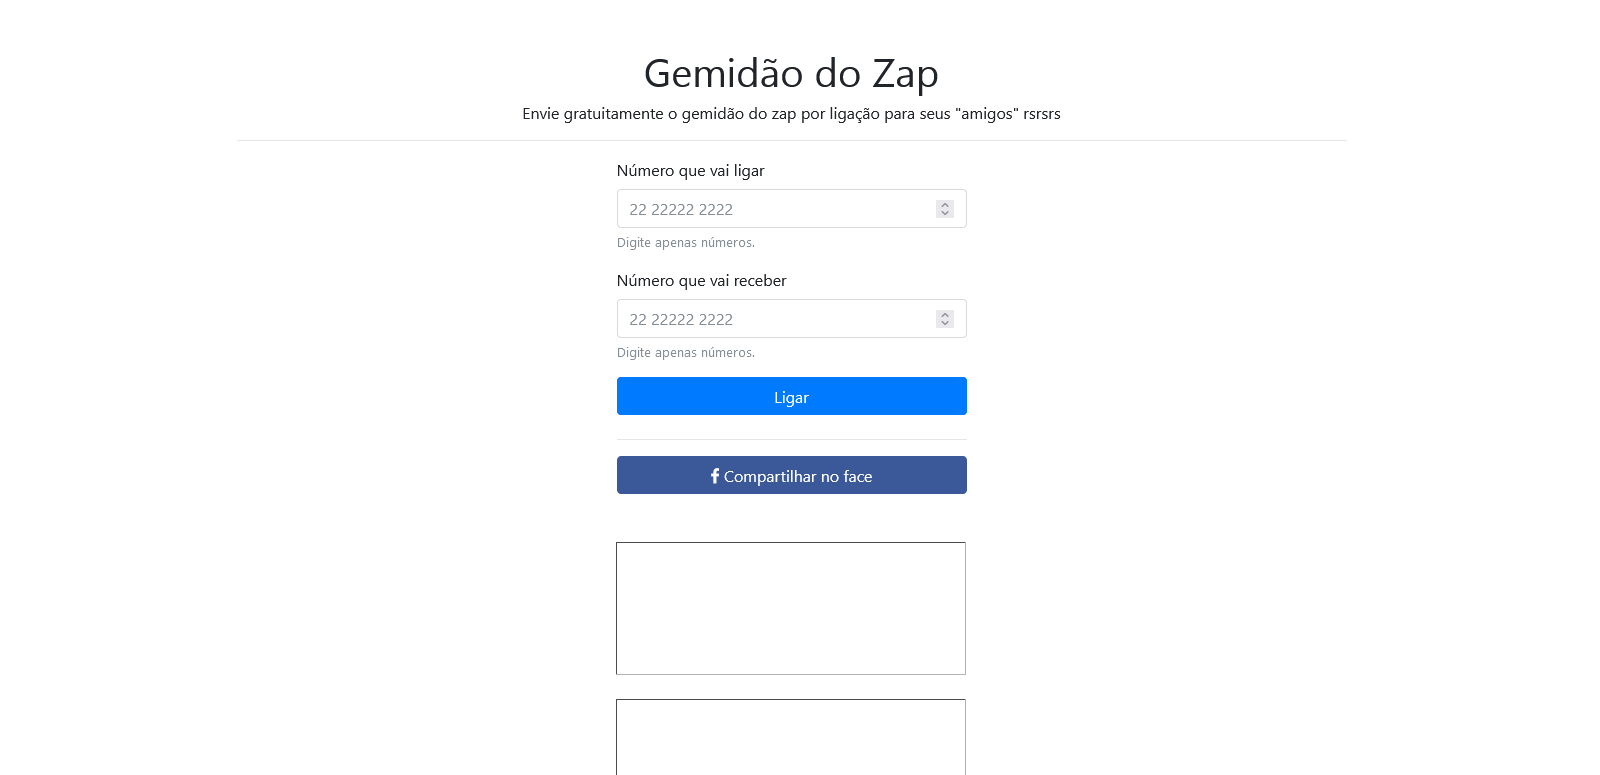 Gemidão do Zap
Envie gratuitamente o gemidão do zap por ligação para seus "amigos" rsrsrs
Número que vai ligar
22 22222 2222
Digite apenas números.
Número que vai receber
22 22222 2222
Digite apenas números.
Ligar
Compartilhar no face